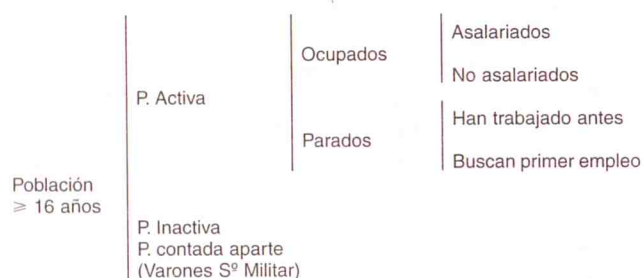 Población
≥ 16 años
P. Activa
Ocupados
Asalariados
No asalariados
Parados
Han trabajado antes
Buscan primer empleo
P. Inactiva
P. contada aparte
(Varones Sº Militar)